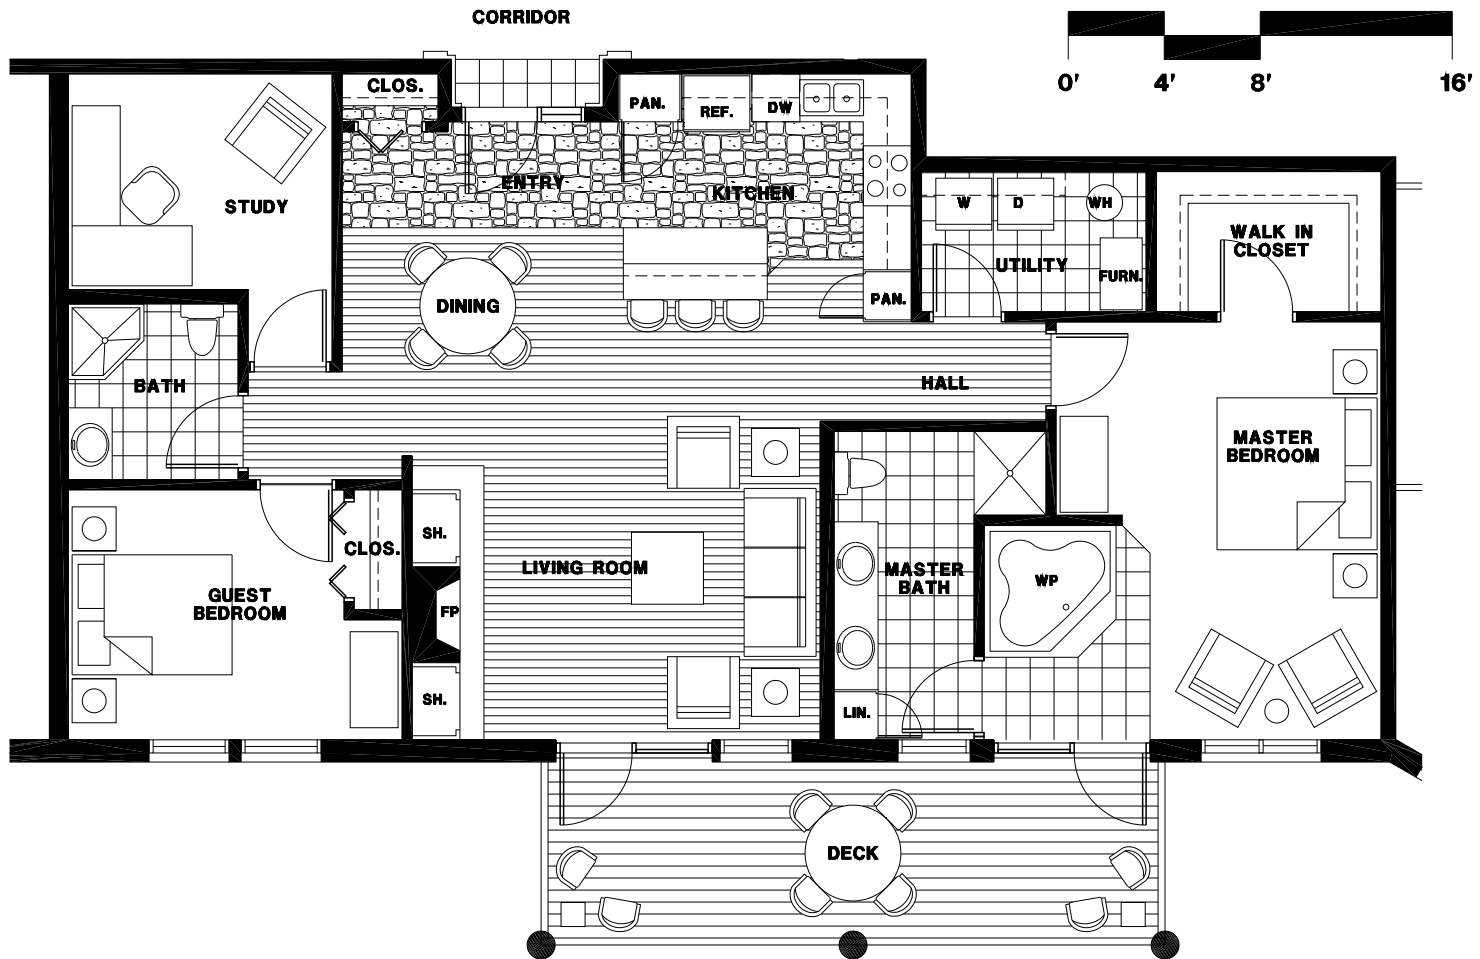 CORRIDOR
0' 4' 8' 16'
CLOS.
PAN.
REF.
DW
STUDY
ENTRY
KITCHEN
W
D
WH
UTILITY
FURN.
WALK IN
CLOSET
DINING
PAN.
BATH
HALL
MASTER
BEDROOM
SH.
CLOS.
LIVING ROOM
MASTER
BATH
WP
GUEST
BEDROOM
FP
SH.
LIN.
DECK